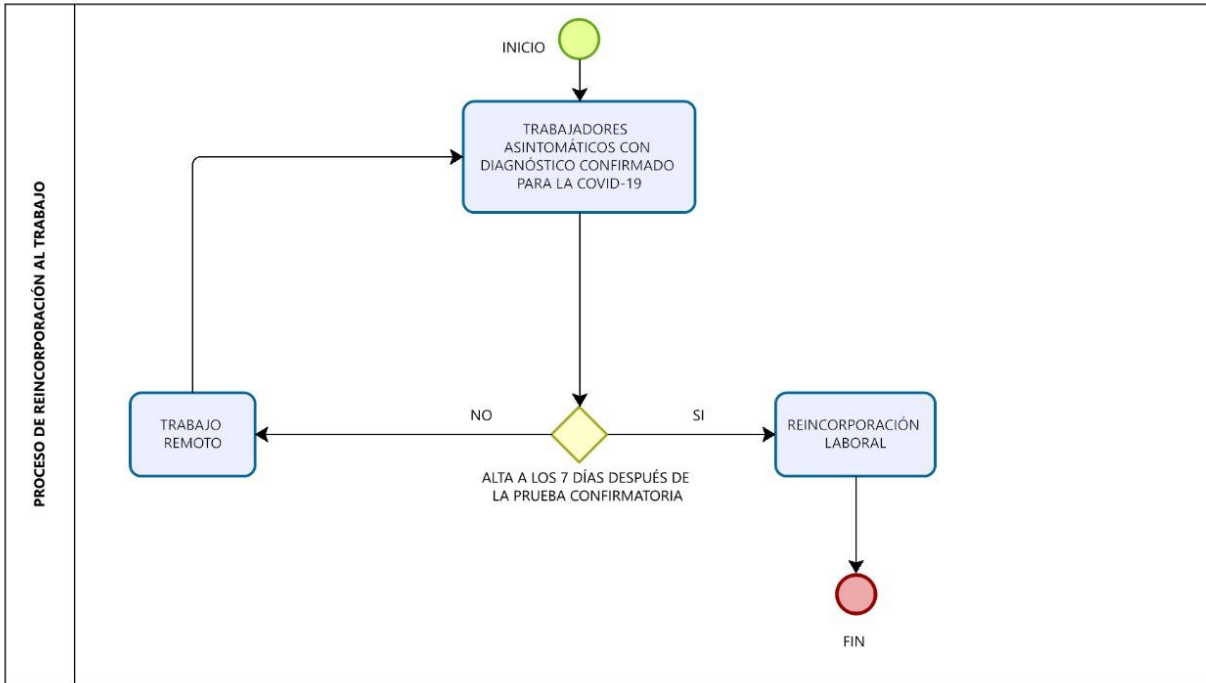 PROCESO DE REINCORPORACIÓN AL TRABAJO
INICIO
TRABAJADORES
ASINTOMÁTICOS CON
DIAGNÓSTICO CONFIRMADO
PARA LA COVID-19
NO
SI
TRABAJO
REMOTO
REINCORPORACIÓN
LABORAL
ALTA A LOS 7 DÍAS DESPUÉS DE
LA PRUEBA CONFIRMATORIA
FIN